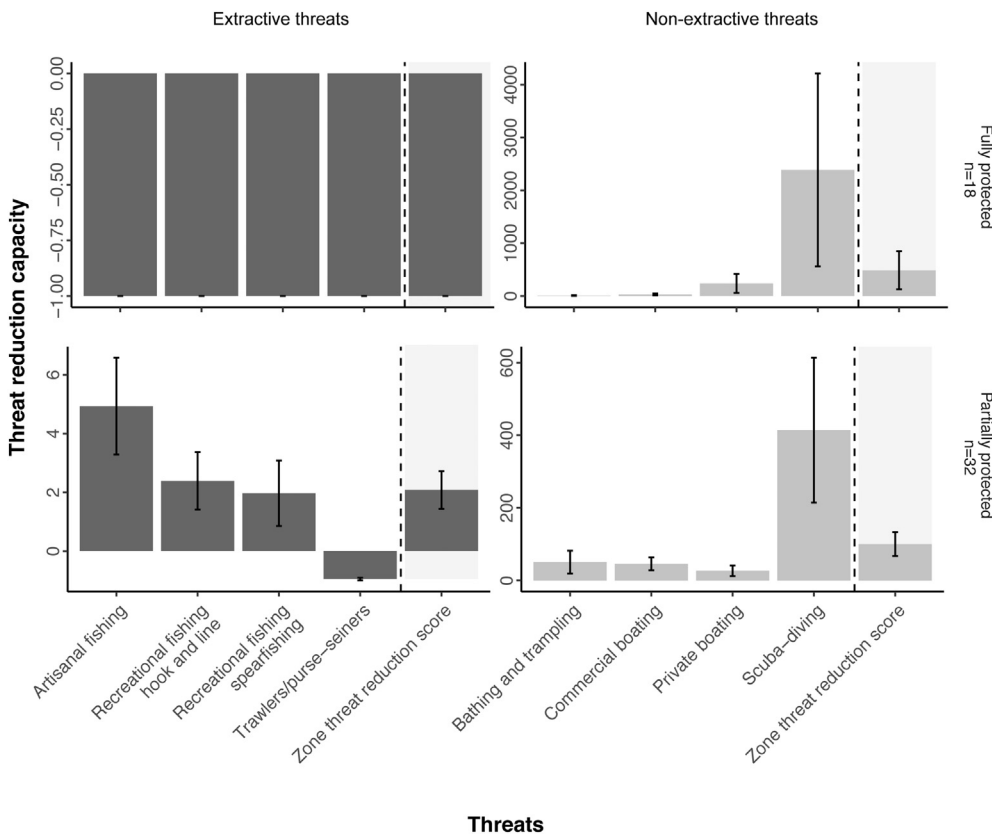 Extractive threats
Non-extractive threats
Threat reduction capacity
0.00
−0.25
−0.50
−0.75
−1.00
4000
3000
2000
1000
0
Fully protected
n=18
6
4
2
0
600
400
200
0
Partially protected
n=32
Artisanal fishing
Recreational fishing
hook and line
Recreational fishing
spearfishing
Trawlers/purse−seiners
Zone threat reduction score
Bathing and trampling
Commercial boating
Private boating
Scuba−diving
Zone threat reduction score
Threats